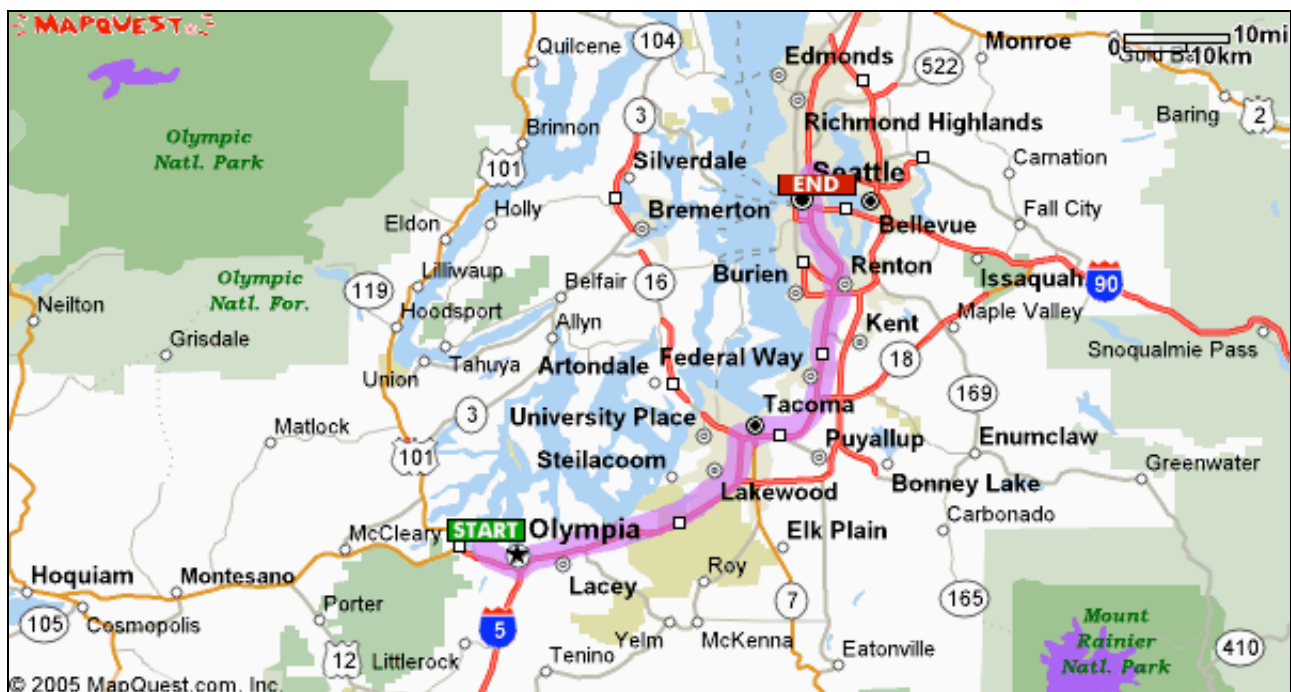 MAPQUEST
104
Quilcene
Edmonds
522
Monroe
10mi
0
10km
Gold Ba
Baring
2
Olympic
Natl. Park
Brinnon
3
Richmond Highlands
101
Silverdale
Seattle
END
Carnation
Holly
Bremerton
Bellevue
Fall City
Eldon
Olympic
Natl. For.
Lilliwaup
Belfair
16
Burien
Renton
Issaquah
90
119
Neilton
Hoodsport
Allyn
Kent
Maple Valley
Grisdale
Tahuya
Artondale
Federal Way
18
Snoqualmie Pass
Union
3
Tacoma
169
Matlock
University Place
Puyallup
Enumclaw
101
Steilacoom
Greenwater
Lakewood
Bonney Lake
McCleary
START
Olympia
Elk Plain
Carbonado
Hoquiam
Montesano
Lacey
Roy
7
165
105
Cosmopolis
Porter
5
Yelm
McKenna
Mount
Rainier
Natl. Park
410
12
Littlerock
Tenino
Eatonville
© 2005 MapQuest.com, Inc.